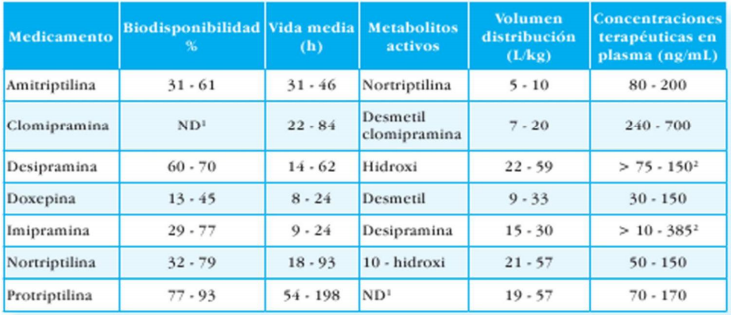 Medicamento Biodisponibilidad % Vida media (h) Metabolitos activos Volumen distribución (L/kg) Concentraciones terapéuticas en plasma (ng/mL)
Amitriptilina 31 - 61 31 - 46 Nortriptilina 5 - 10 80 - 200
Clomipramina ND¹ 22 - 84 Desmetil clomipramina 7 - 20 240 - 700
Desipramina 60 - 70 14 - 62 Hidroxi 22 - 59 > 75 - 150²
Doxepina 13 - 45 8 - 24 Desmetil 9 - 33 30 - 150
Imipramina 29 - 77 9 - 24 Desipramina 15 - 30 > 10 - 385²
Nortriptilina 32 - 79 18 - 93 10 - hidroxi 21 - 57 50 - 150
Protriptilina 77 - 93 54 - 198 ND¹ 19 - 57 70 - 170